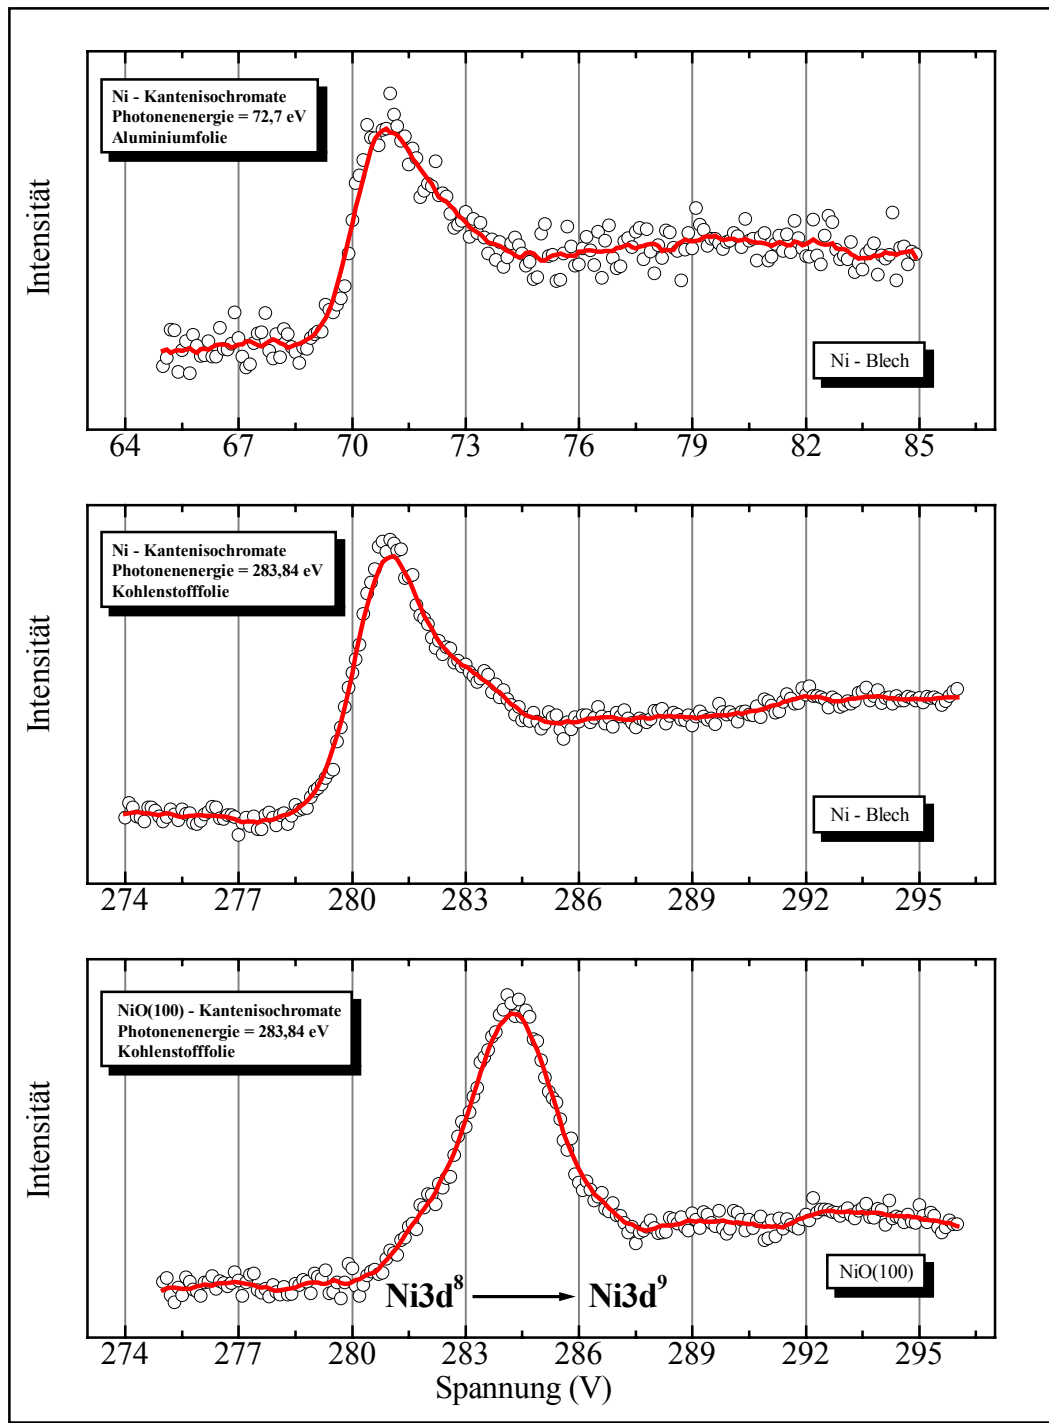 Ni - Kantenisochromate
Photonenenergie = 72,7 eV
Aluminiumfolie
Intensität
Ni - Blech
64 67 70 73 76 79 82 85
Ni - Kantenisochromate
Photonenenergie = 283,84 eV
Kohlenstofffolie
Intensität
Ni - Blech
274 277 280 283 286 289 292 295
NiO(100) - Kantenisochromate
Photonenenergie = 283,84 eV
Kohlenstofffolie
Intensität
NiO(100)
Ni3d⁸ → Ni3d⁹
274 277 280 283 286 289 292 295
Spannung (V)